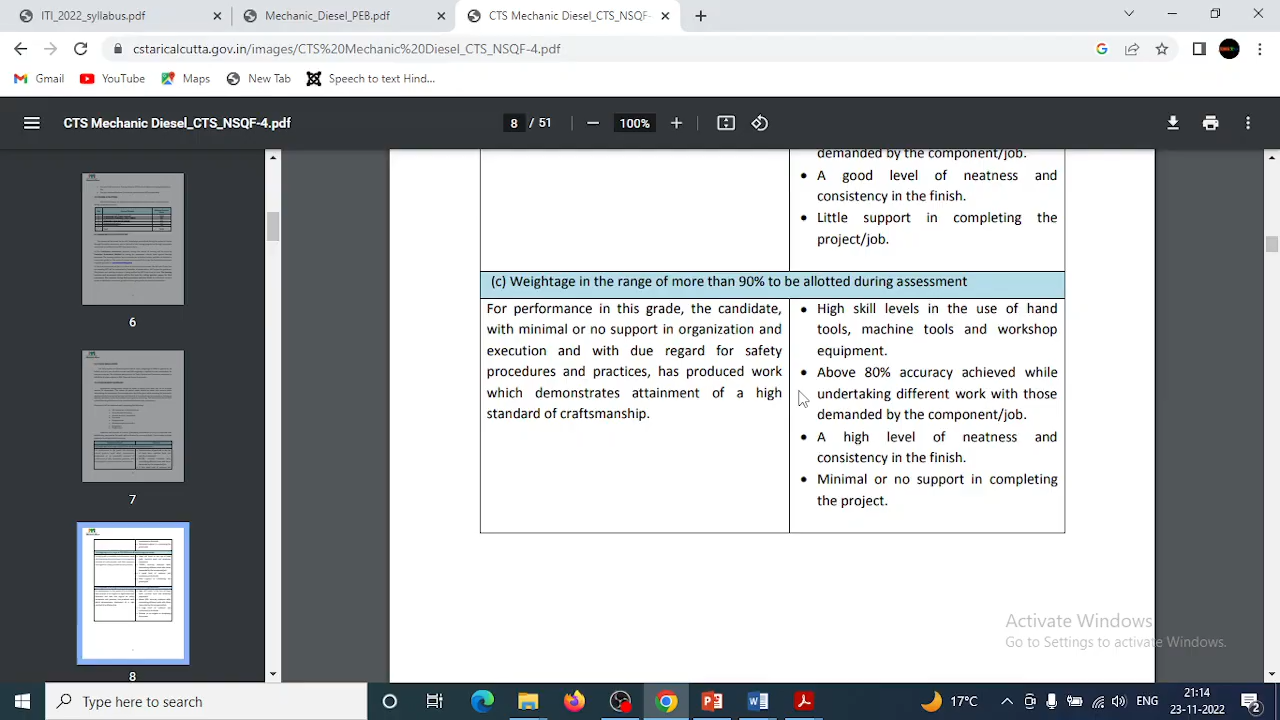 ITI_2022_syllabus.pdf
Mechanic_Diesel_PEB.pdf
CTS Mechanic Diesel_CTS_NSQF-
cstaricalcutta.gov.in/images/CTS%20Mechanic%20Diesel_CTS_NSQF-4.pdf
Gmail
YouTube
Maps
New Tab
Speech to text Hind...
CTS Mechanic Diesel_CTS_NSQF-4.pdf
8 / 51
100%
6
7
8
demanded by the component/job.
• A good level of neatness and
consistency in the finish.
• Little support in completing the
project/job.
(c) Weightage in the range of more than 90% to be allotted during assessment
For performance in this grade, the candidate,
with minimal or no support in organization and
execution and with due regard for safety
procedures and practices, has produced work
which demonstrates attainment of a high
standard of craftsmanship.
• High skill levels in the use of hand
tools, machine tools and workshop
equipment.
• Above 80% accuracy achieved while
undertaking different work with those
demanded by the component/job.
• A high level of neatness and
consistency in the finish.
• Minimal or no support in completing
the project.
Activate Windows
Go to Settings to activate Windows.
Type here to search
17°C
ENG
21:14
23-11-2022
2